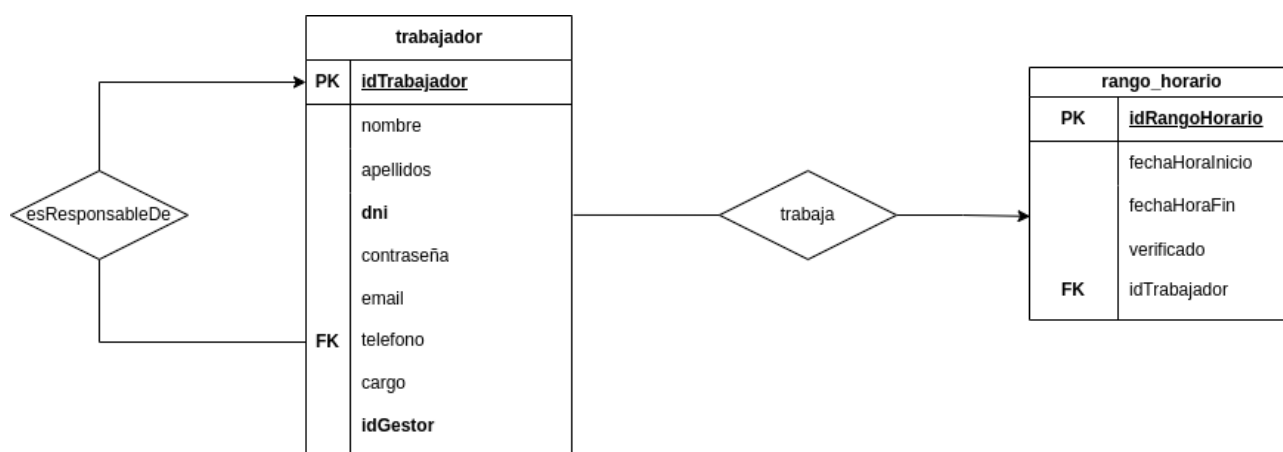 trabajador
PK idTrabajador
nombre
apellidos
dni
contraseña
email
FK telefono
cargo
idGestor
esResponsableDe
trabaja
rango_horario
PK idRangoHorario
fechaHoraInicio
fechaHoraFin
verificado
FK idTrabajador